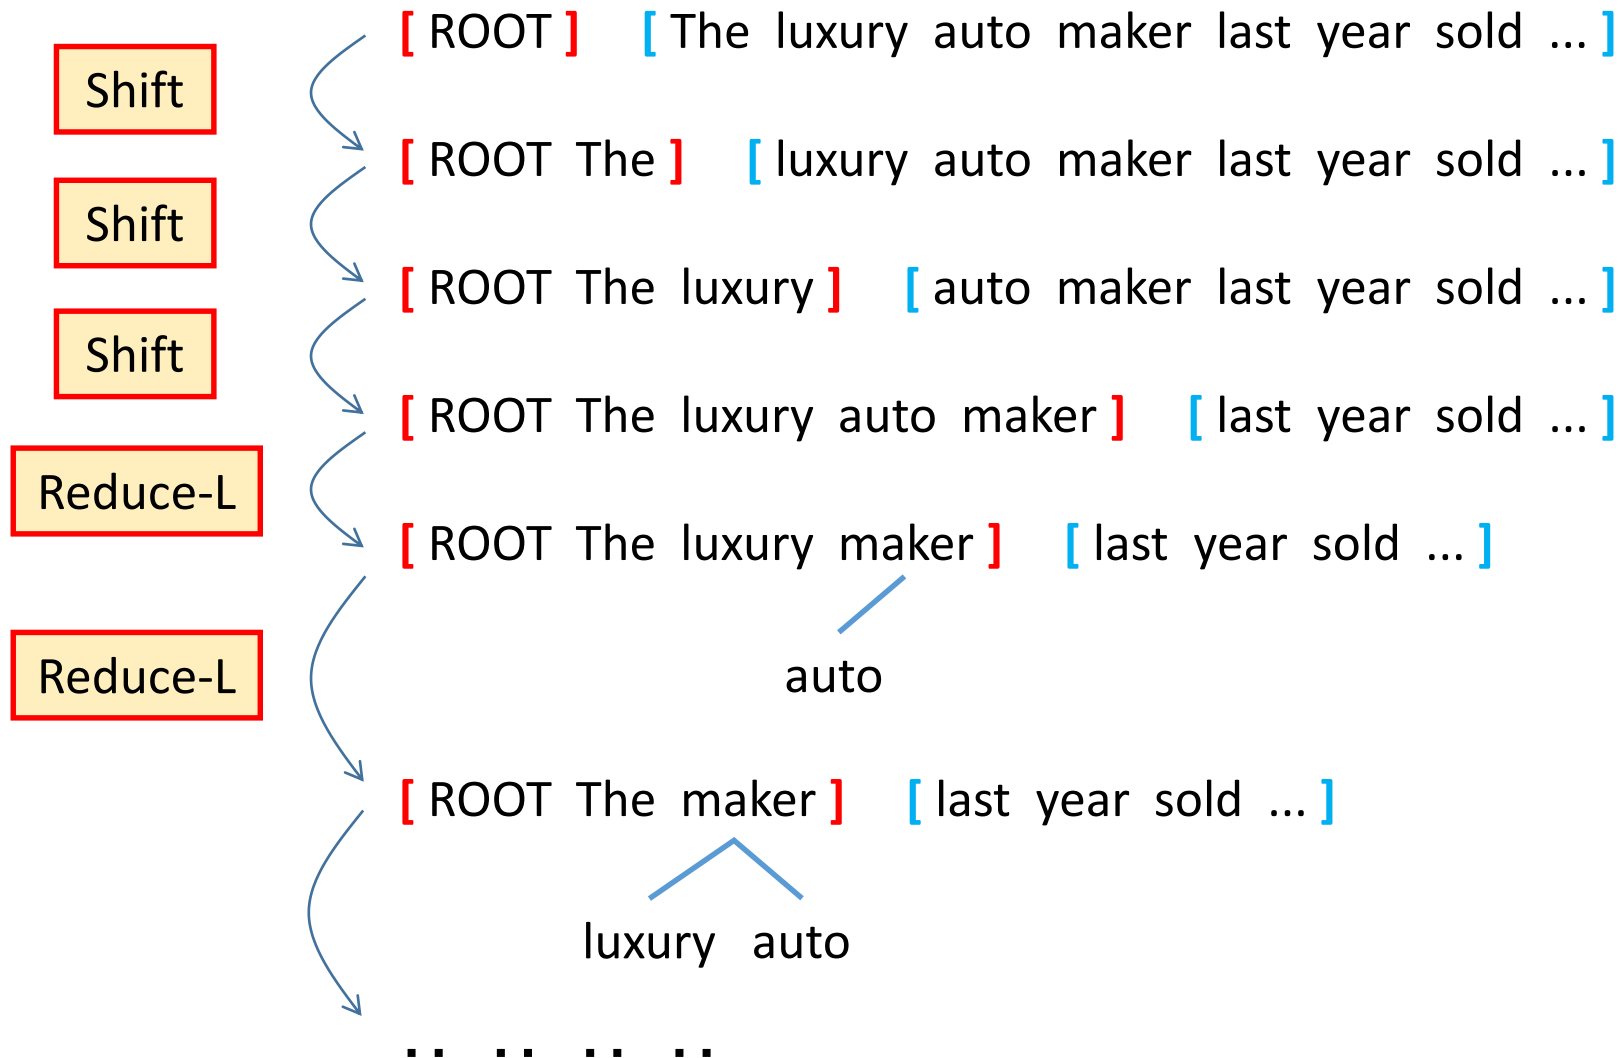 [ ROOT ] [ The luxury auto maker last year sold ... ]
Shift
[ ROOT The ] [ luxury auto maker last year sold ... ]
Shift
[ ROOT The luxury ] [ auto maker last year sold ... ]
Shift
[ ROOT The luxury auto maker ] [ last year sold ... ]
Reduce-L
[ ROOT The luxury maker ] [ last year sold ... ]
auto
Reduce-L
[ ROOT The maker ] [ last year sold ... ]
luxury auto